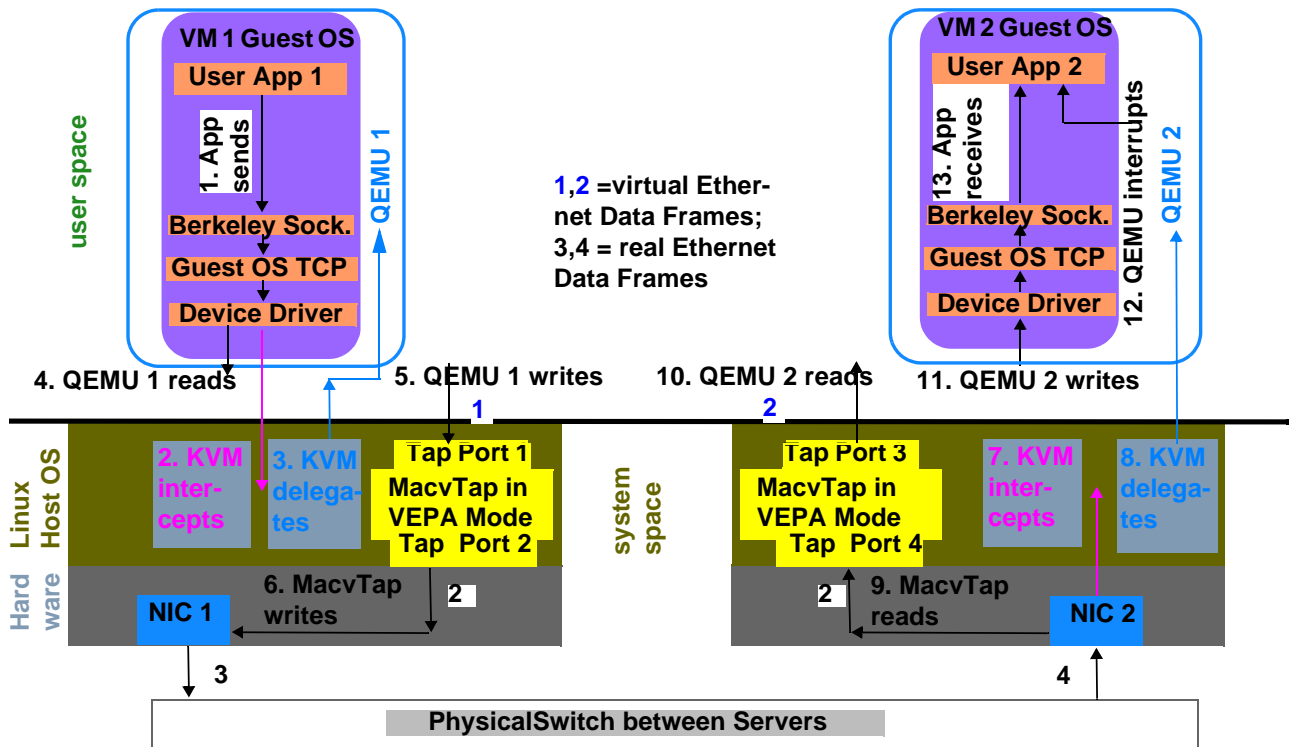 VM 1 Guest OS
User App 1
1. App
sends
Berkeley Sock.
Guest OS TCP
Device Driver
QEMU 1
user space
1,2 =virtual Ether-
net Data Frames;
3,4 = real Ethernet
Data Frames
VM 2 Guest OS
User App 2
13. App
receives
Berkeley Sock.
Guest OS TCP
Device Driver
12. QEMU interrupts
QEMU 2
4. QEMU 1 reads
5. QEMU 1 writes
10. QEMU 2 reads
11. QEMU 2 writes
1
2
Linux
Host OS
2. KVM
inter-
cepts
3. KVM
delega-
tes
Tap Port 1
MacvTap in
VEPA Mode
Tap Port 2
system
space
Tap Port 3
MacvTap in
VEPA Mode
Tap Port 4
7. KVM
inter-
cepts
8. KVM
delega-
tes
Hard
ware
NIC 1
6. MacvTap
writes
2
2
9. MacvTap
reads
NIC 2
3
4
PhysicalSwitch between Servers